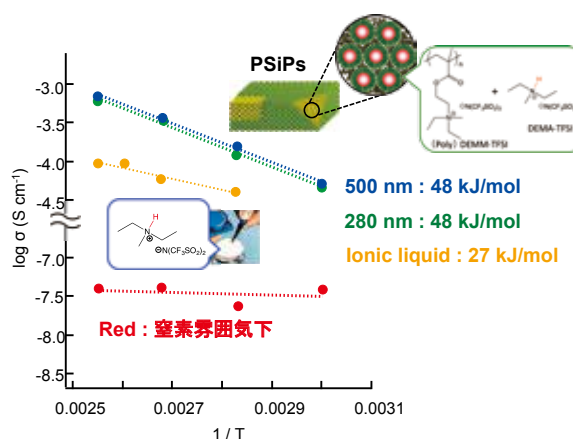 PSiPs
n
O
O
+
H
N
⊖N(CF₃SO₂)₂
(Poly) DEMM-TFSI
DEMA-TFSI
-3.0
-3.5
-4.0
-4.5
-7.0
-7.5
-8.0
-8.5
log σ (S cm⁻¹)
500 nm : 48 kJ/mol
280 nm : 48 kJ/mol
Ionic liquid : 27 kJ/mol
H
N
⊕
⊖N(CF₃SO₂)₂
Red : 窒素雰囲気下
0.0025 0.0027 0.0029 0.0031
1 / T